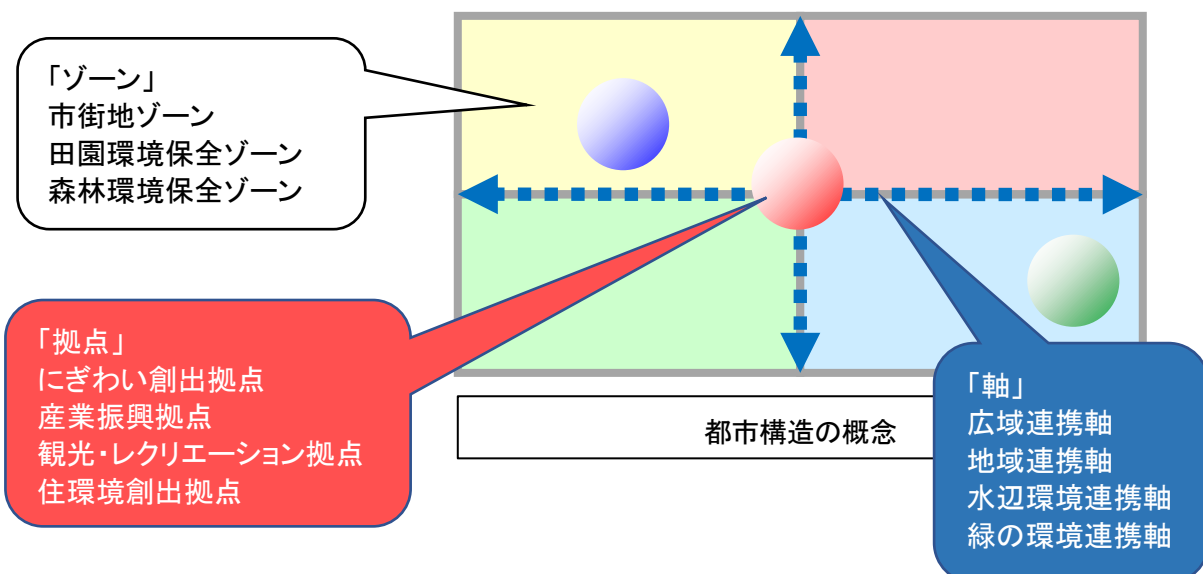 「ゾーン」
市街地ゾーン
田園環境保全ゾーン
森林環境保全ゾーン
「拠点」
にぎわい創出拠点
産業振興拠点
観光・レクリエーション拠点
住環境創出拠点
都市構造の概念
「軸」
広域連携軸
地域連携軸
水辺環境連携軸
緑の環境連携軸